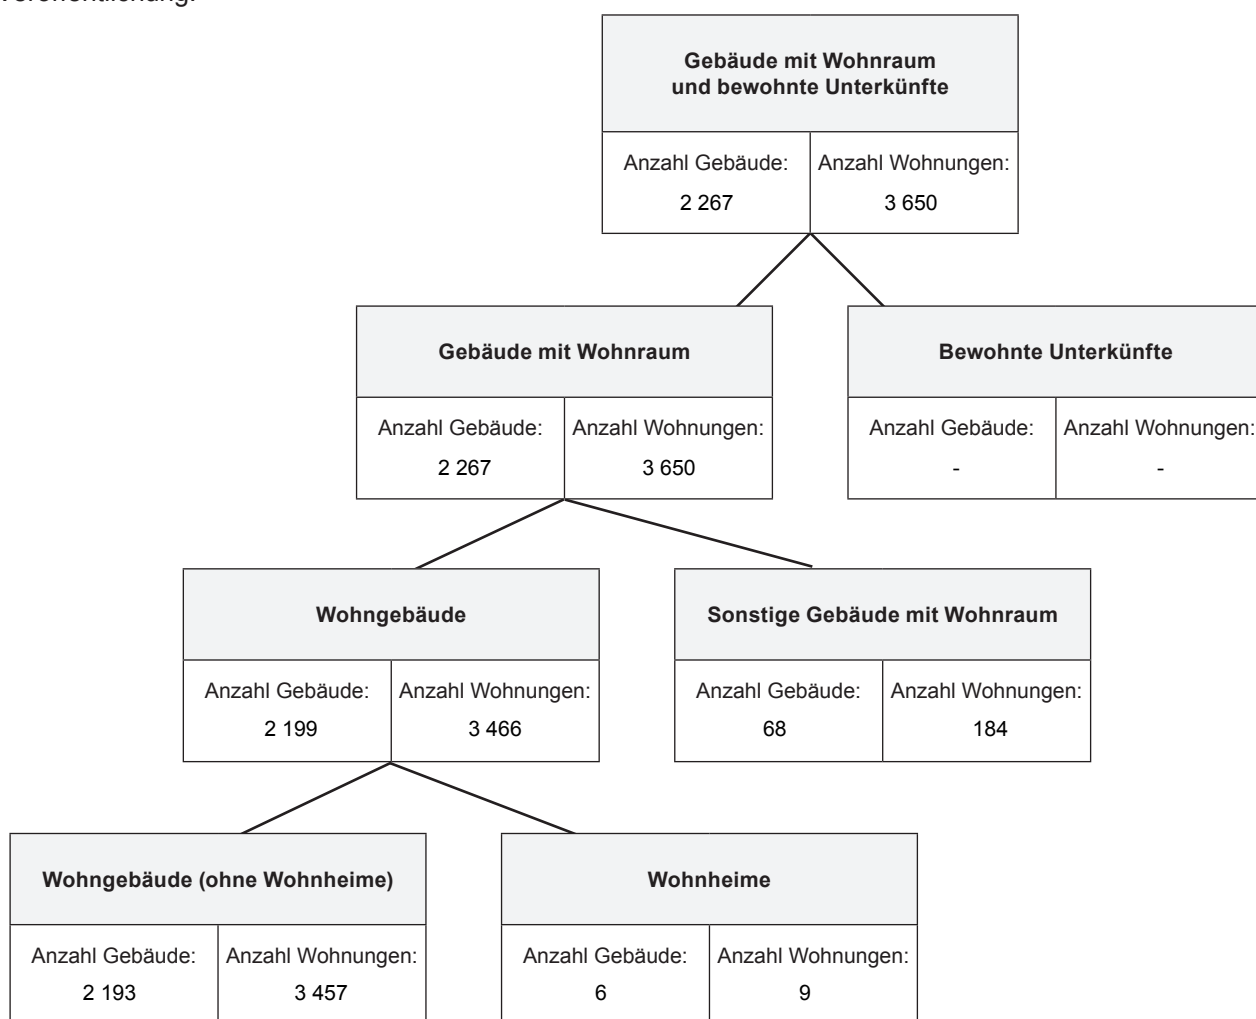 Veröffentlichung.
Gebäude mit Wohnraum
und bewohnte Unterkünfte
Anzahl Gebäude: Anzahl Wohnungen:
2 267 3 650
Gebäude mit Wohnraum Bewohnte Unterkünfte
Anzahl Gebäude: Anzahl Wohnungen: Anzahl Gebäude: Anzahl Wohnungen:
2 267 3 650 - -
Wohngebäude Sonstige Gebäude mit Wohnraum
Anzahl Gebäude: Anzahl Wohnungen: Anzahl Gebäude: Anzahl Wohnungen:
2 199 3 466 68 184
Wohngebäude (ohne Wohnheime) Wohnheime
Anzahl Gebäude: Anzahl Wohnungen: Anzahl Gebäude: Anzahl Wohnungen:
2 193 3 457 6 9